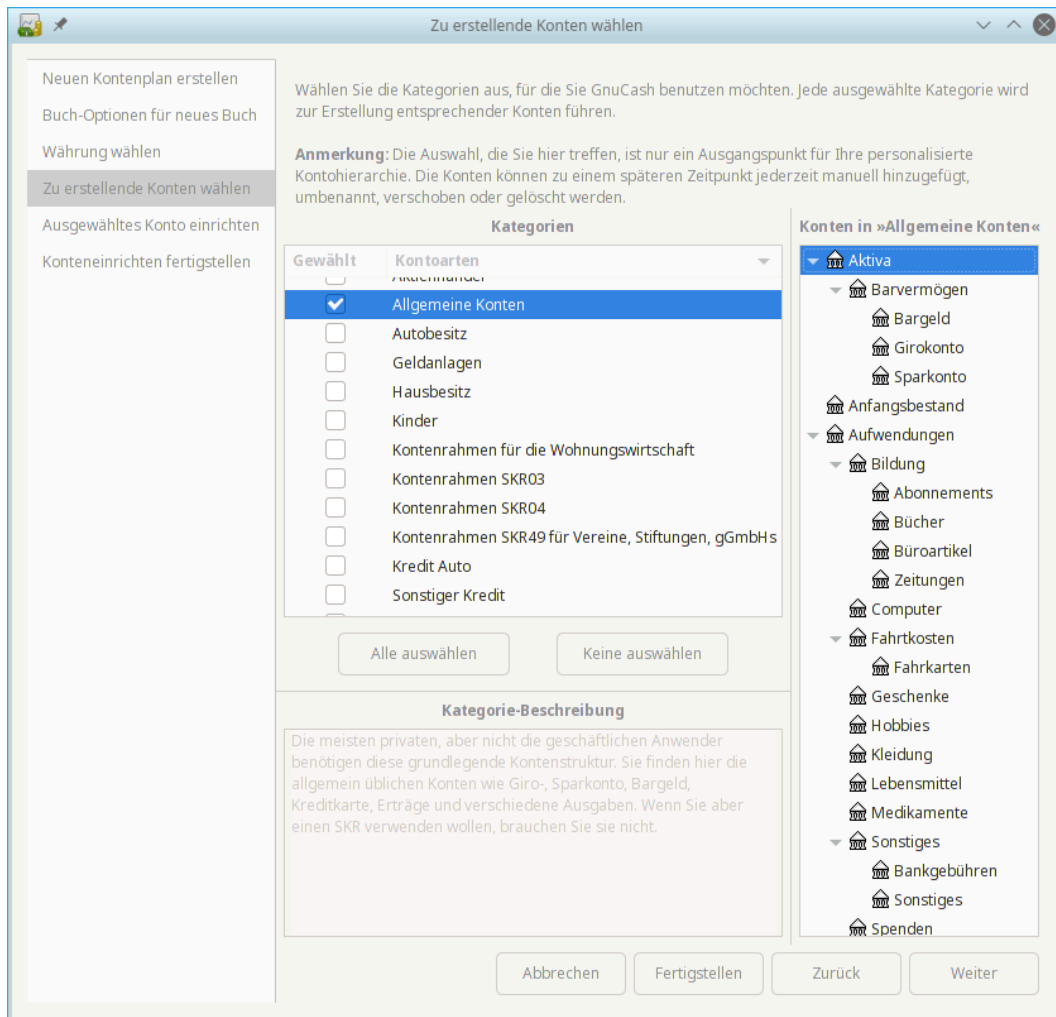 Zu erstellende Konten wählen
Neuen Kontenplan erstellen
Buch-Optionen für neues Buch
Währung wählen
Zu erstellende Konten wählen
Ausgewähltes Konto einrichten
Konteneinrichten fertigstellen
Wählen Sie die Kategorien aus, für die Sie GnuCash benutzen möchten. Jede ausgewählte Kategorie wird
zur Erstellung entsprechender Konten führen.
Anmerkung: Die Auswahl, die Sie hier treffen, ist nur ein Ausgangspunkt für Ihre personalisierte
Kontohierarchie. Die Konten können zu einem späteren Zeitpunkt jederzeit manuell hinzugefügt,
umbenannt, verschoben oder gelöscht werden.
Kategorien
Gewählt Kontoarten
Allgemeine Konten
Autobesitz
Geldanlagen
Hausbesitz
Kinder
Kontenrahmen für die Wohnungswirtschaft
Kontenrahmen SKR03
Kontenrahmen SKR04
Kontenrahmen SKR49 für Vereine, Stiftungen, gGmbHs
Kredit Auto
Sonstiger Kredit
Alle auswählen
Keine auswählen
Kategorie-Beschreibung
Die meisten privaten, aber nicht die geschäftlichen Anwender
benötigen diese grundlegende Kontenstruktur. Sie finden hier die
allgemein üblichen Konten wie Giro-, Sparkonto, Bargeld,
Kreditkarte, Erträge und verschiedene Ausgaben. Wenn Sie aber
einen SKR verwenden wollen, brauchen Sie sie nicht.
Konten in »Allgemeine Konten«
Aktiva
Barvermögen
Bargeld
Girokonto
Sparkonto
Anfangsbestand
Aufwendungen
Bildung
Abonnements
Bücher
Büroartikel
Zeitungen
Computer
Fahrtkosten
Fahrkarten
Geschenke
Hobbies
Kleidung
Lebensmittel
Medikamente
Sonstiges
Bankgebühren
Sonstiges
Spenden
Abbrechen
Fertigstellen
Zurück
Weiter